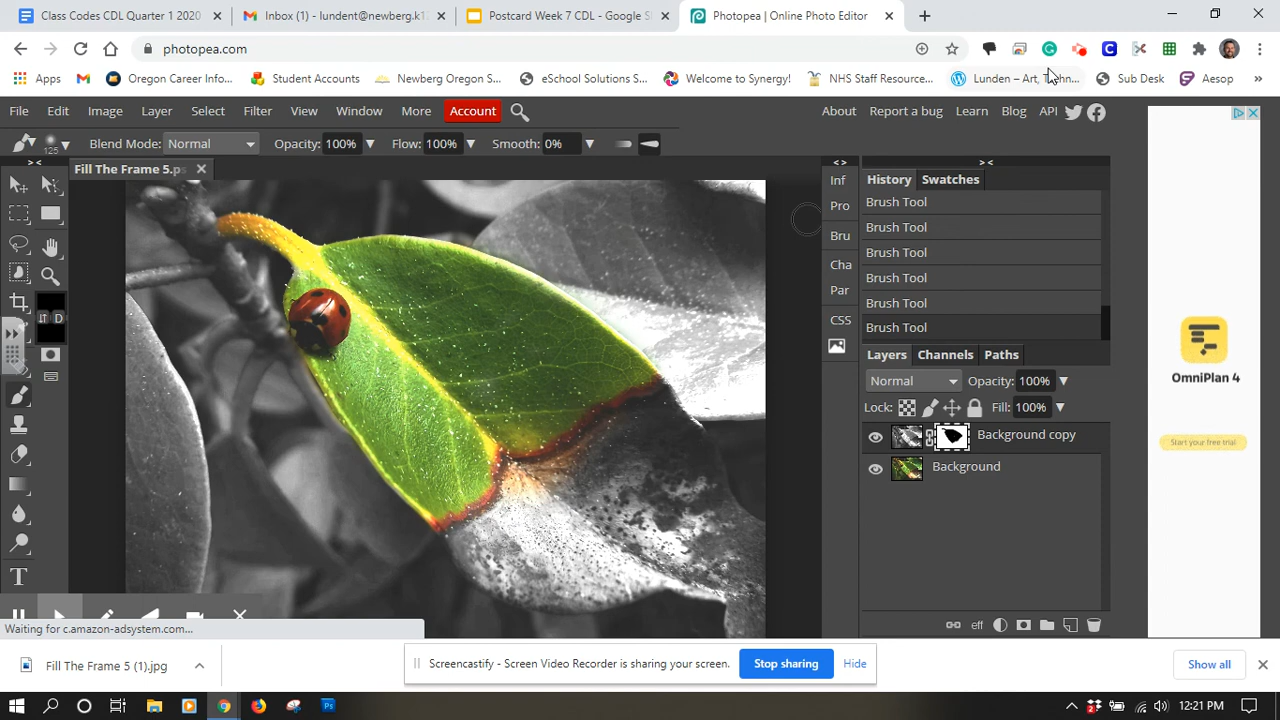 Class Codes CDL Quarter 1 2020
Inbox (1) - lundent@newberg.k12
Postcard Week 7 CDL - Google S
Photopea | Online Photo Editor
photopea.com
Apps
Oregon Career Info...
Student Accounts
Newberg Oregon S...
eSchool Solutions S...
Welcome to Synergy!
NHS Staff Resource...
Lunden – Art, Techn...
Sub Desk
Aesop
»
File Edit Image Layer Select Filter View Window More Account
About Report a bug Learn Blog API
125 Blend Mode: Normal Opacity: 100% Flow: 100% Smooth: 0%
> < Fill The Frame 5.ps < > > <
Inf
Pro
Bru
Cha
Par
CSS
History Swatches
Brush Tool
Brush Tool
Brush Tool
Brush Tool
Brush Tool
Brush Tool
Layers Channels Paths
Normal Opacity: 100%
Lock: Fill: 100%
Background copy
Background
eff
D
T
OmniPlan 4
Start your free trial
Waiting for c.amazon-adsystem.com...
Fill The Frame 5 (1).jpg
Screencastify - Screen Video Recorder is sharing your screen.
Stop sharing
Hide
Show all
Ps
2
12:21 PM